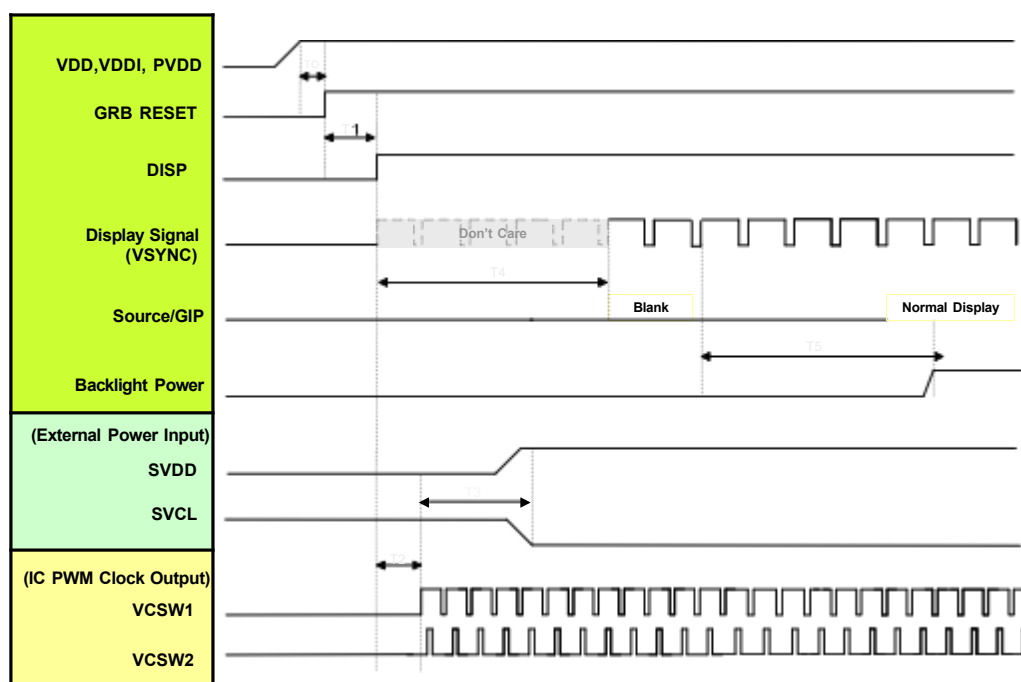 VDD,VDDI, PVDD
T0
GRB RESET
T1
DISP
Display Signal
(VSYNC)
Don't Care
T4
Source/GIP
Blank
Normal Display
T5
Backlight Power
(External Power Input)
SVDD
T3
SVCL
T2
(IC PWM Clock Output)
VCSW1
VCSW2